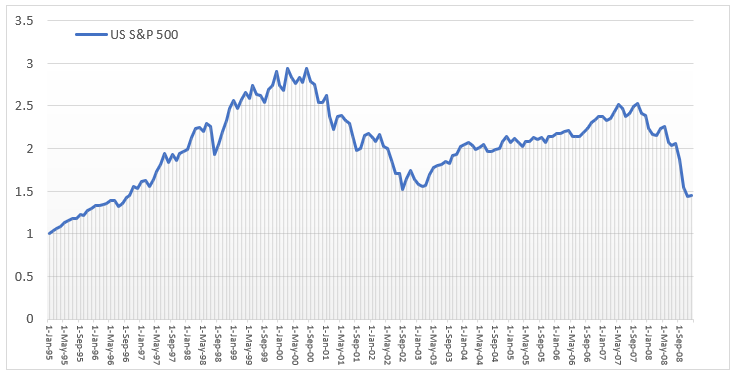 US S&P 500
3.5
3
2.5
2
1.5
1
0.5
0
1-Jan-95
1-May-95
1-Sep-95
1-Jan-96
1-May-96
1-Sep-96
1-Jan-97
1-May-97
1-Sep-97
1-Jan-98
1-May-98
1-Sep-98
1-Jan-99
1-May-99
1-Sep-99
1-Jan-00
1-May-00
1-Sep-00
1-Jan-01
1-May-01
1-Sep-01
1-Jan-02
1-May-02
1-Sep-02
1-Jan-03
1-May-03
1-Sep-03
1-Jan-04
1-May-04
1-Sep-04
1-Jan-05
1-May-05
1-Sep-05
1-Jan-06
1-May-06
1-Sep-06
1-Jan-07
1-May-07
1-Sep-07
1-Jan-08
1-May-08
1-Sep-08